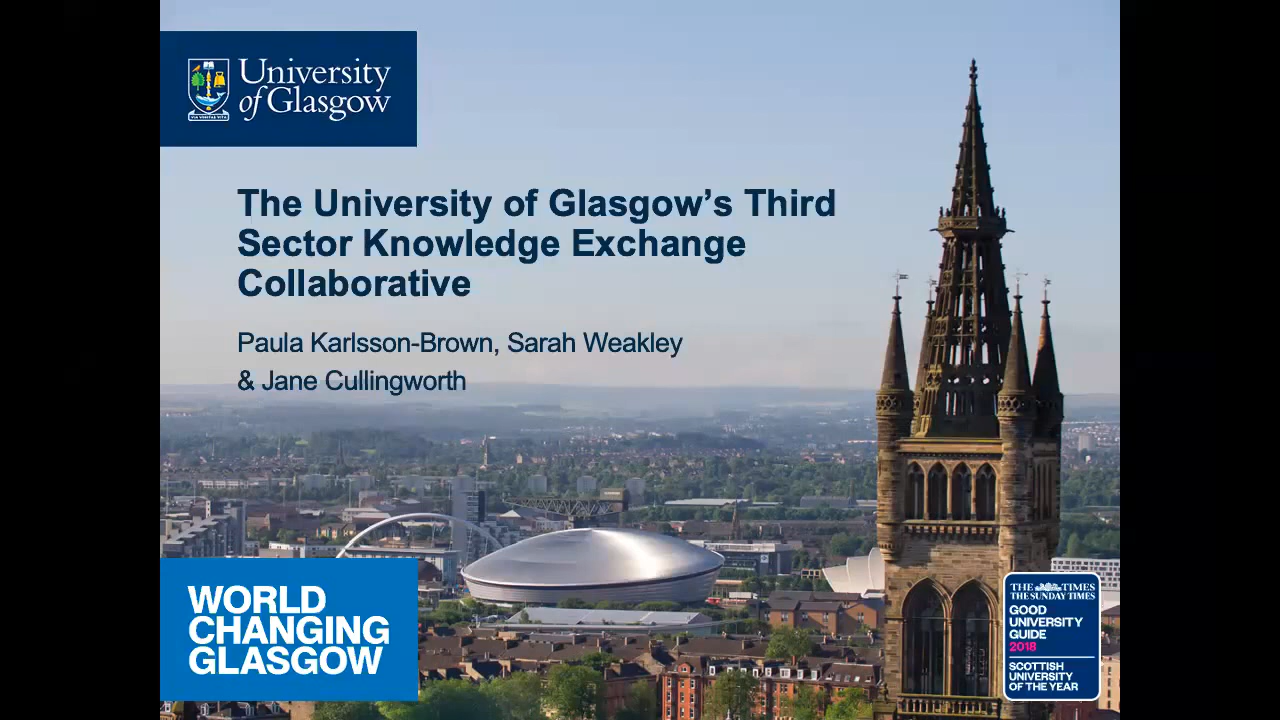 University
of Glasgow
The University of Glasgow’s Third
Sector Knowledge Exchange
Collaborative
Paula Karlsson-Brown, Sarah Weakley
& Jane Cullingworth
WORLD
CHANGING
GLASGOW
THE TIMES
THE SUNDAY TIMES
GOOD
UNIVERSITY
GUIDE
2018
SCOTTISH
UNIVERSITY
OF THE YEAR